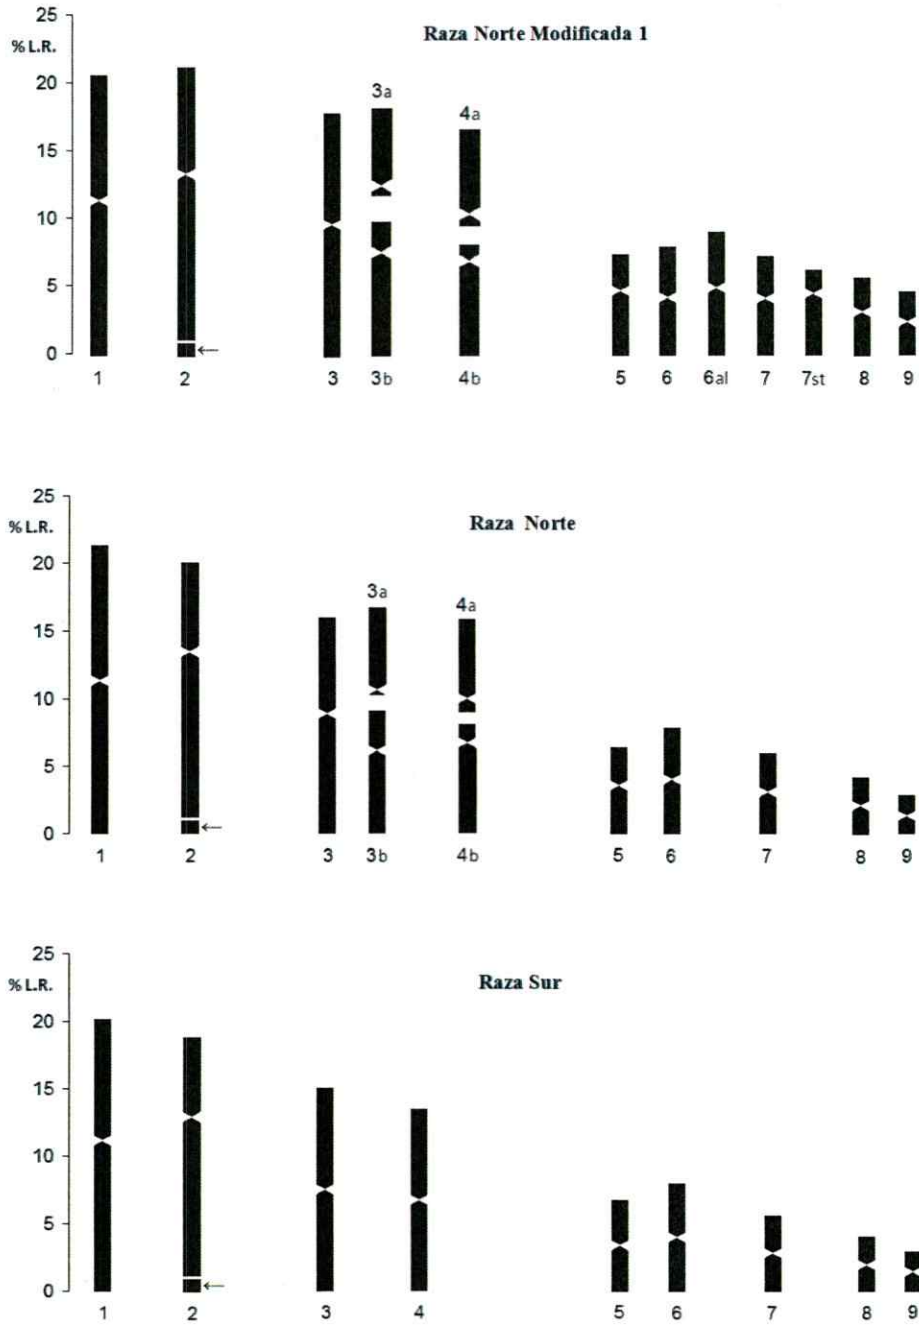 Raza Norte Modificada 1
25
% L.R.
20
15
10
5
0
3a
4a
←
1 2 3 3b 4b 5 6 6al 7 7st 8 9
Raza Norte
25
% L.R.
20
15
10
5
0
3a
4a
←
1 2 3 3b 4b 5 6 7 8 9
Raza Sur
25
% L.R.
20
15
10
5
0
←
1 2 3 4 5 6 7 8 9